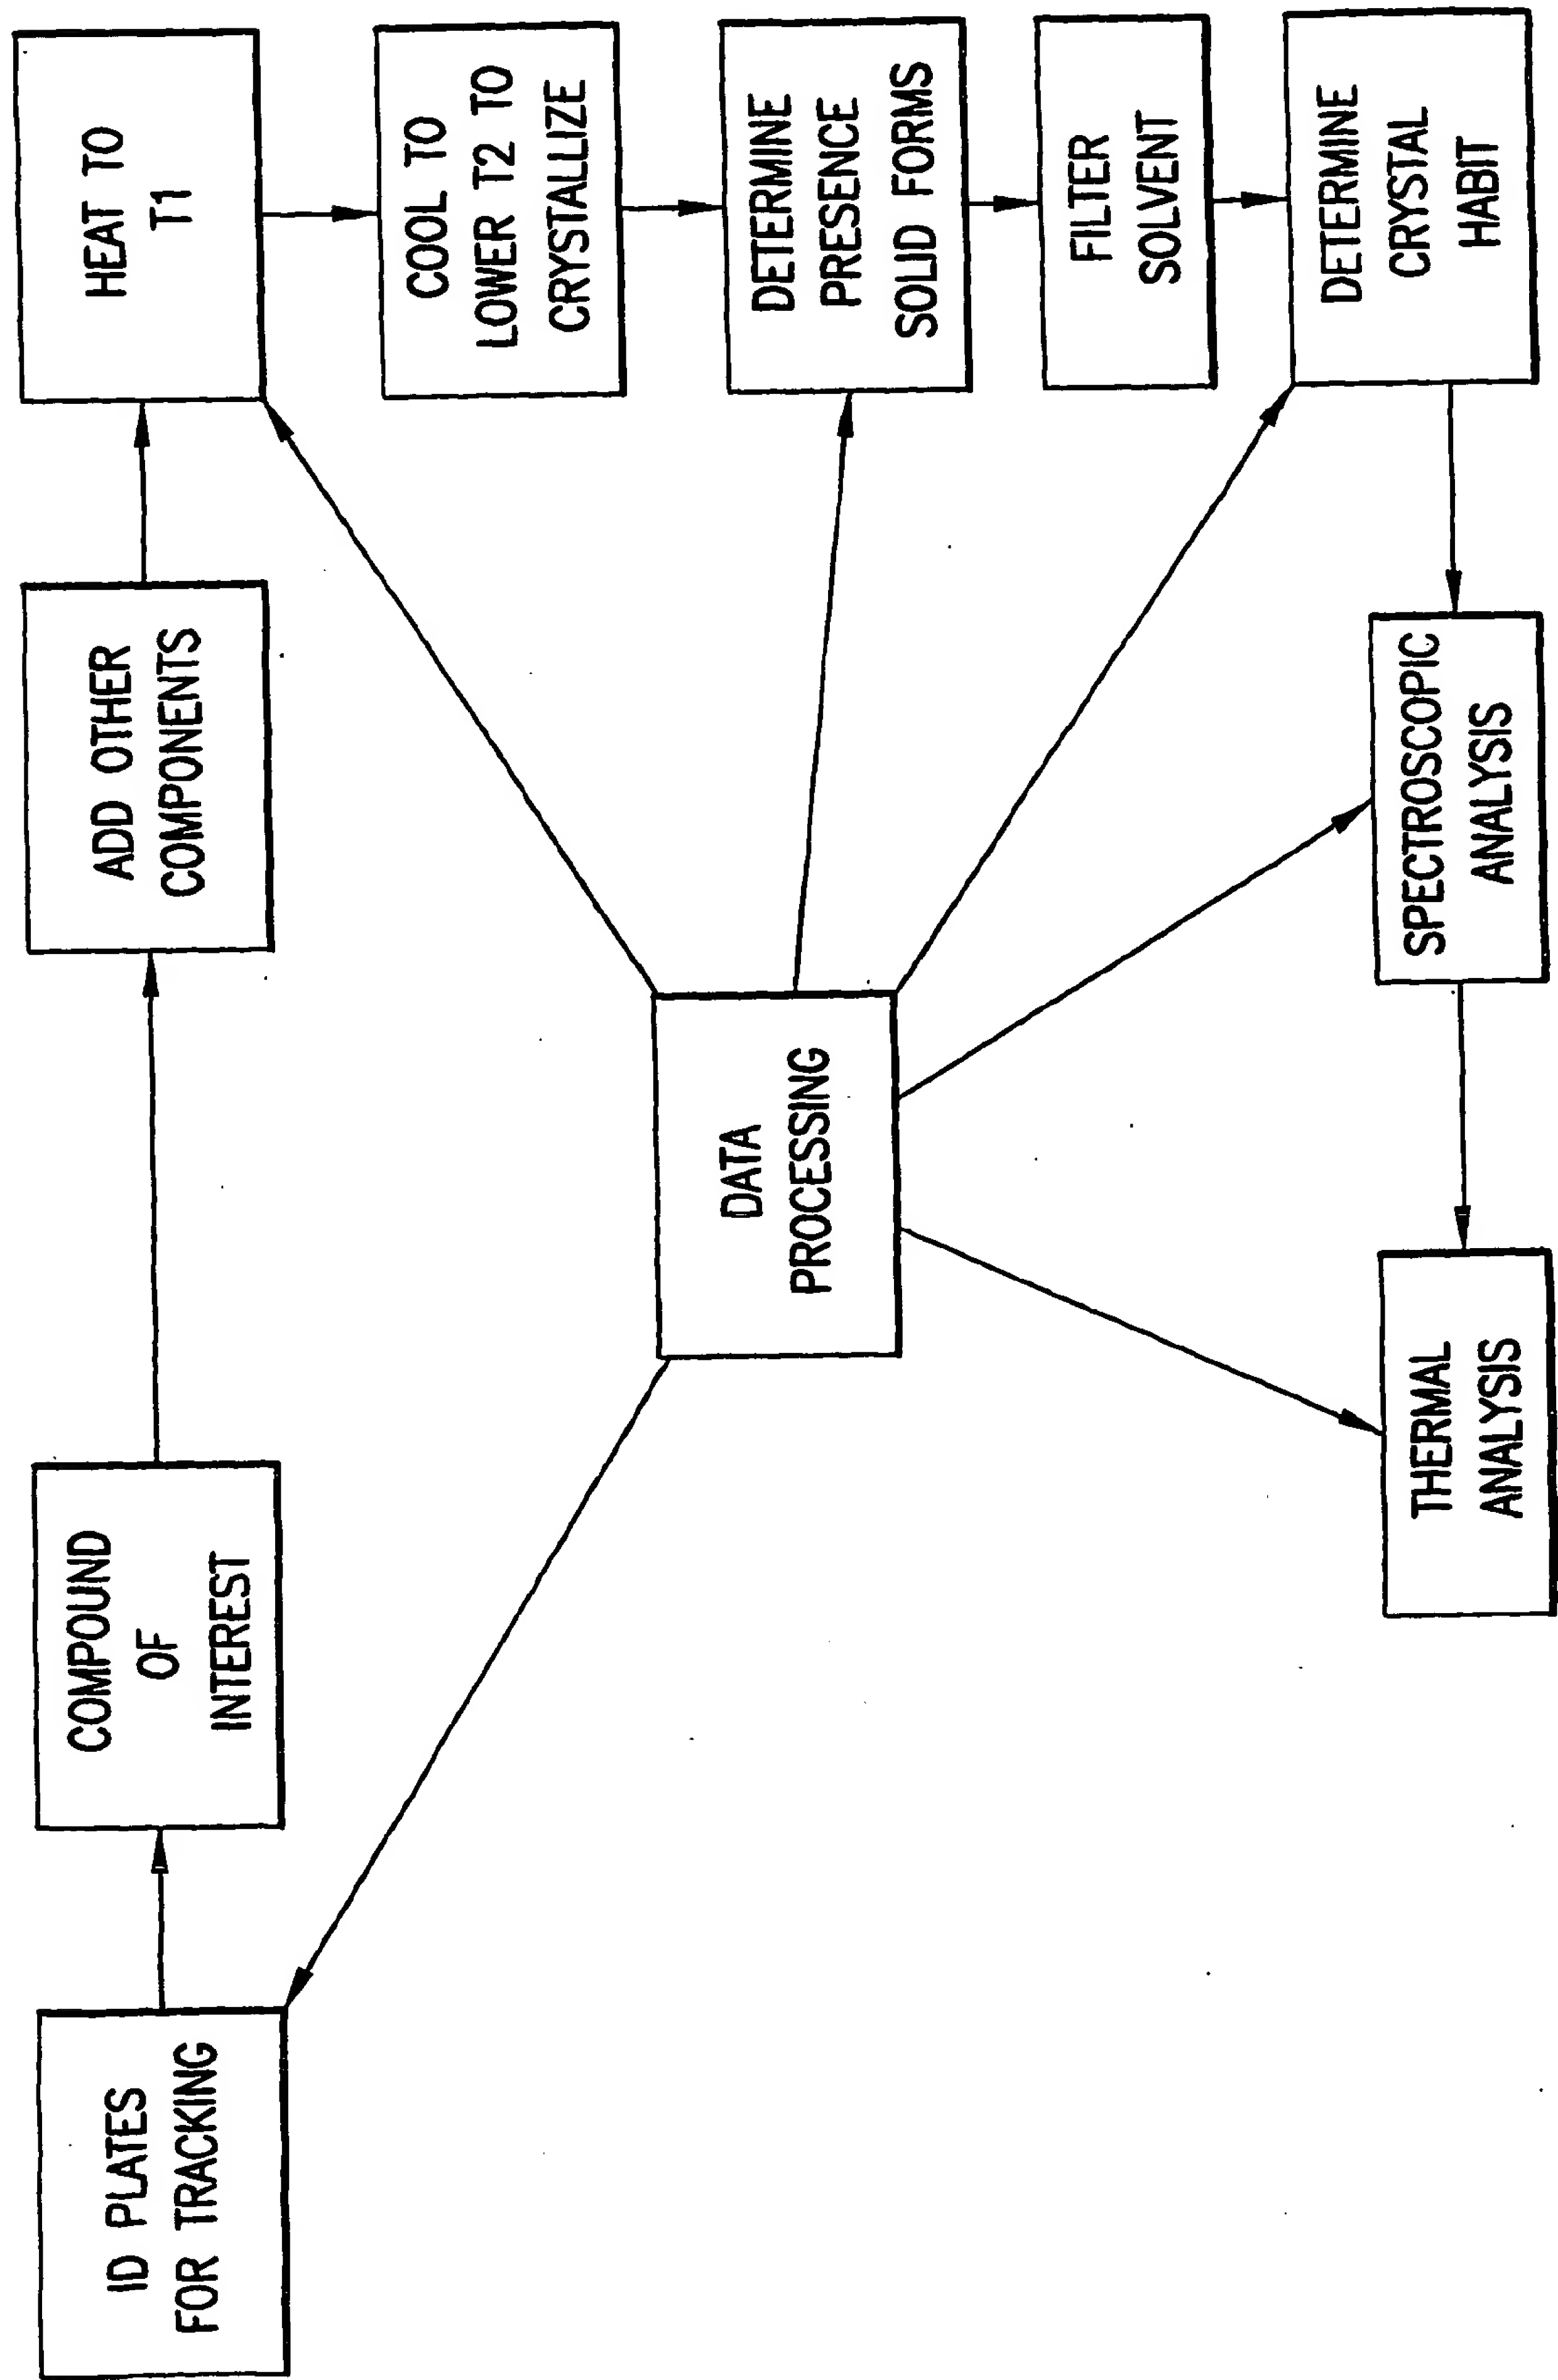 ID PLATES
FOR TRACKING
COMPOUND
OF
INTEREST
ADD OTHER
COMPONENTS
HEAT TO
T1
COOL TO
LOWER T2 TO
CRYSTALLIZE
DETERMINE
PRESENCE
SOLID FORMS
FILTER
SOLVENT
DETERMINE
CRYSTAL
HABIT
SPECTROSCOPIC
ANALYSIS
THERMAL
ANALYSIS
DATA
PROCESSING